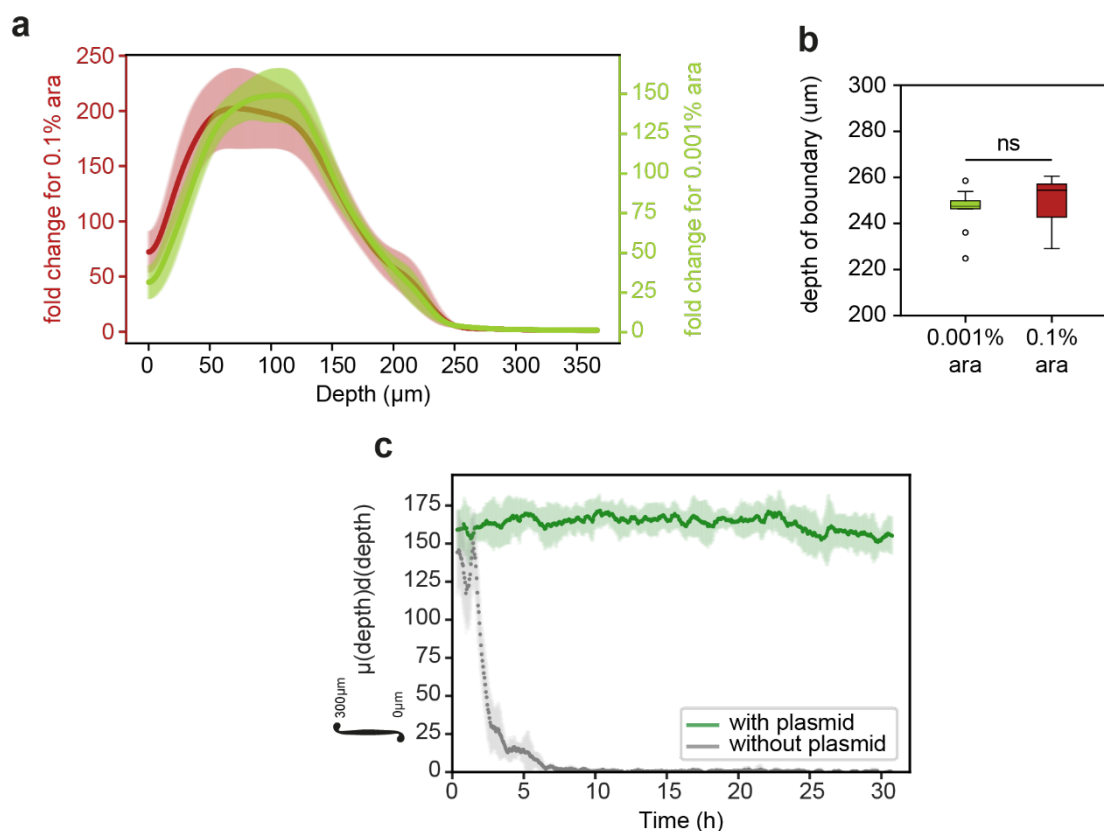 a
fold change for 0.1% ara
250
200
150
100
50
0
0 50 100 150 200 250 300 350
Depth (µm)
150
125
100
75
50
25
0
fold change for 0.001% ara
b
depth of boundary (um)
300
280
260
240
220
200
ns
0.001% ara
0.1% ara
c
∫
300µm
0µm
µ(depth)d(depth)
175
150
125
100
75
50
25
0
with plasmid
without plasmid
0 5 10 15 20 25 30
Time (h)